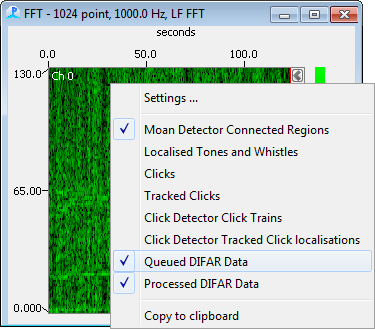 FFT - 1024 point, 1000.0 Hz, LF FFT
seconds
0.0 50.0 100.0
130.0
Ch 0
65.00
0.000
Settings ...
Moan Detector Connected Regions
Localised Tones and Whistles
Clicks
Tracked Clicks
Click Detector Click Trains
Click Detector Tracked Click localisations
Queued DIFAR Data
Processed DIFAR Data
Copy to clipboard